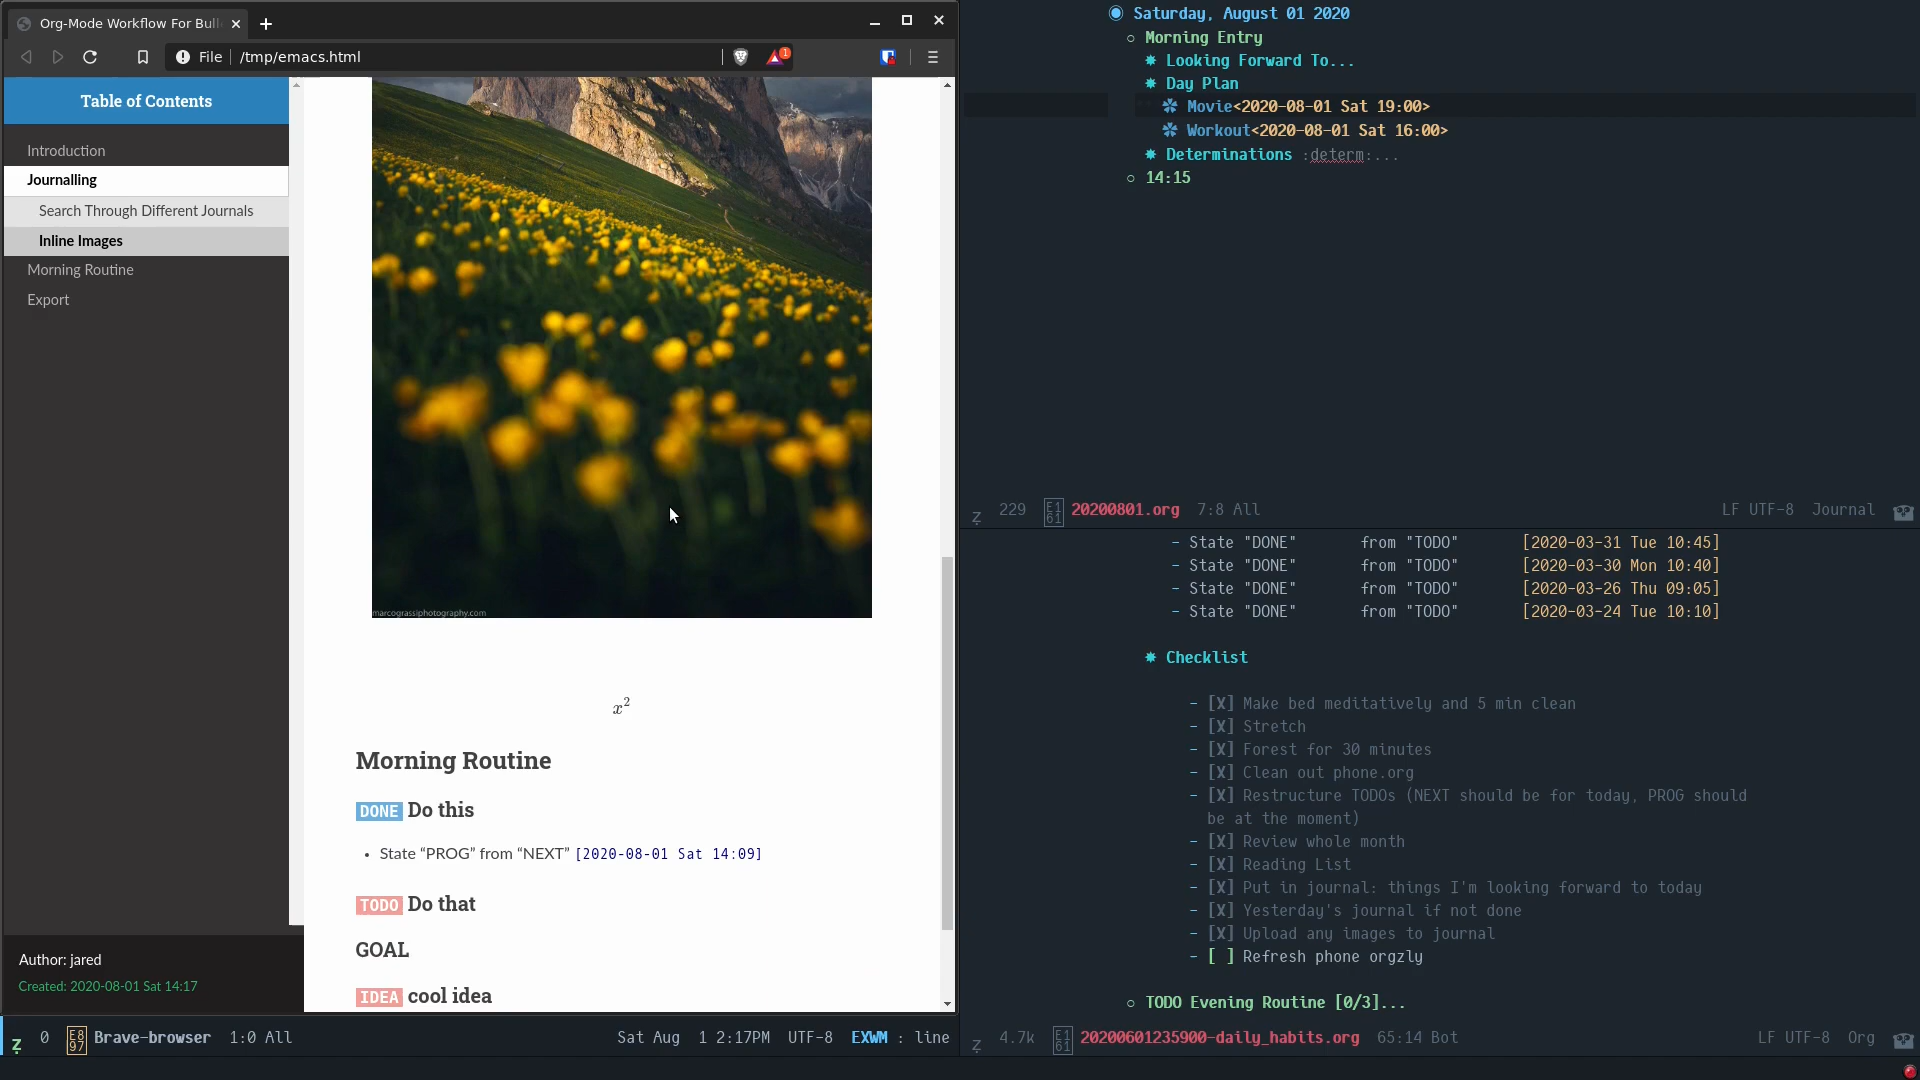 Org-Mode Workflow For Bull
File /tmp/emacs.html
1
Table of Contents
Introduction
Journalling
Search Through Different Journals
Inline Images
Morning Routine
Export
Author: jared
Created: 2020-08-01 Sat 14:17
marcograssiphotography.com
x²
Morning Routine
DONE Do this
• State “PROG” from “NEXT” [2020-08-01 Sat 14:09]
TODO Do that
GOAL
IDEA cool idea
z 0 E897 Brave-browser 1:0 All Sat Aug 1 2:17PM UTF-8 EXWM : line
Saturday, August 01 2020
Morning Entry
Looking Forward To...
Day Plan
Movie<2020-08-01 Sat 19:00>
Workout<2020-08-01 Sat 16:00>
Determinations :determ:...
14:15
z 229 E161 20200801.org 7:8 All LF UTF-8 Journal
- State "DONE" from "TODO" [2020-03-31 Tue 10:45]
- State "DONE" from "TODO" [2020-03-30 Mon 10:40]
- State "DONE" from "TODO" [2020-03-26 Thu 09:05]
- State "DONE" from "TODO" [2020-03-24 Tue 10:10]
Checklist
- [X] Make bed meditatively and 5 min clean
- [X] Stretch
- [X] Forest for 30 minutes
- [X] Clean out phone.org
- [X] Restructure TODOs (NEXT should be for today, PROG should
be at the moment)
- [X] Review whole month
- [X] Reading List
- [X] Put in journal: things I'm looking forward to today
- [X] Yesterday's journal if not done
- [X] Upload any images to journal
- [ ] Refresh phone orgzly
TODO Evening Routine [0/3]...
z 4.7k E161 20200601235900-daily_habits.org 65:14 Bot LF UTF-8 Org